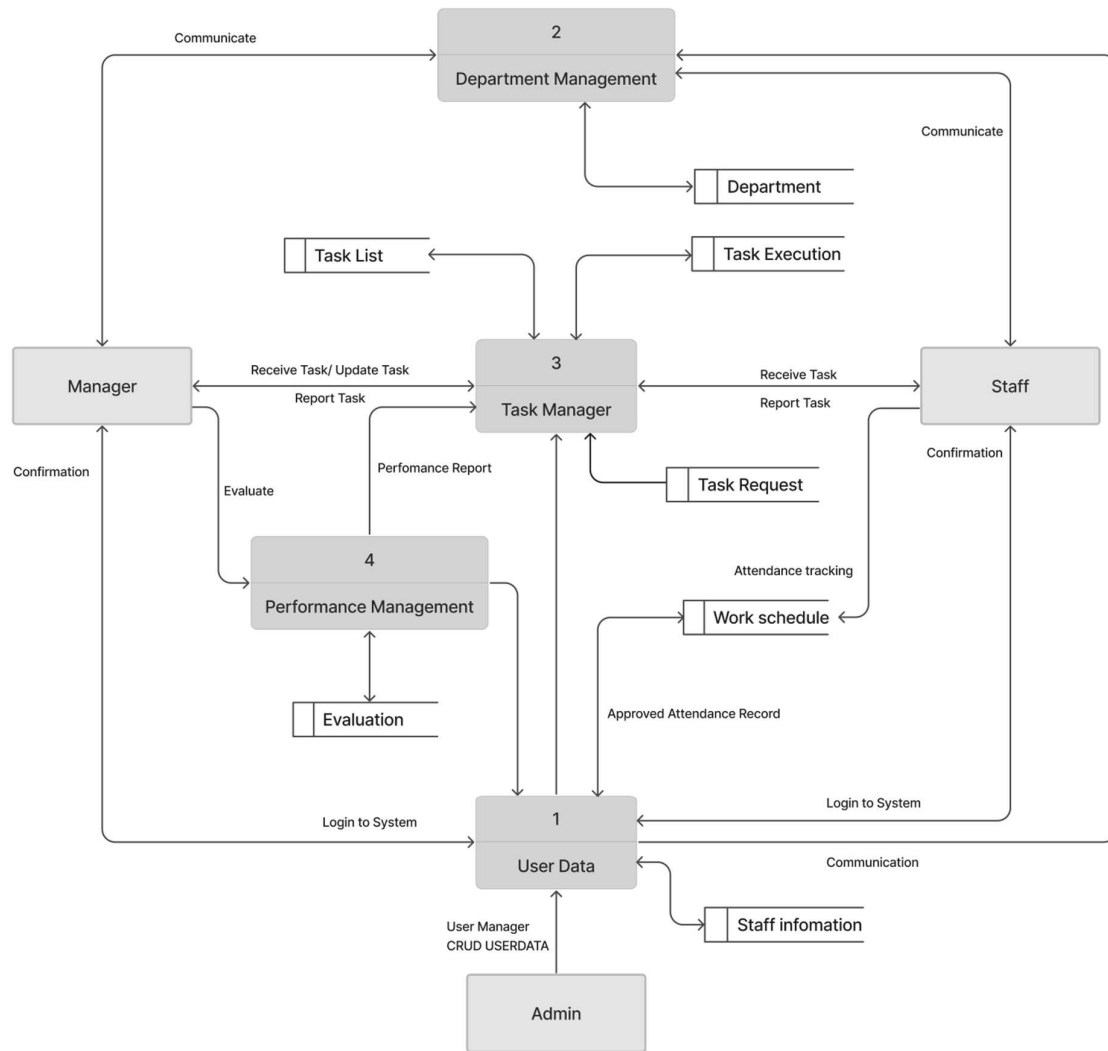 2
Department Management
Communicate
Communicate
Department
Task List
Task Execution
3
Task Manager
Manager
Receive Task/ Update Task
Report Task
Receive Task
Report Task
Staff
Confirmation
Evaluate
Perfomance Report
Task Request
Confirmation
4
Performance Management
Attendance tracking
Work schedule
Evaluation
Approved Attendance Record
Login to System
1
User Data
Login to System
Communication
User Manager
CRUD USERDATA
Staff infomation
Admin